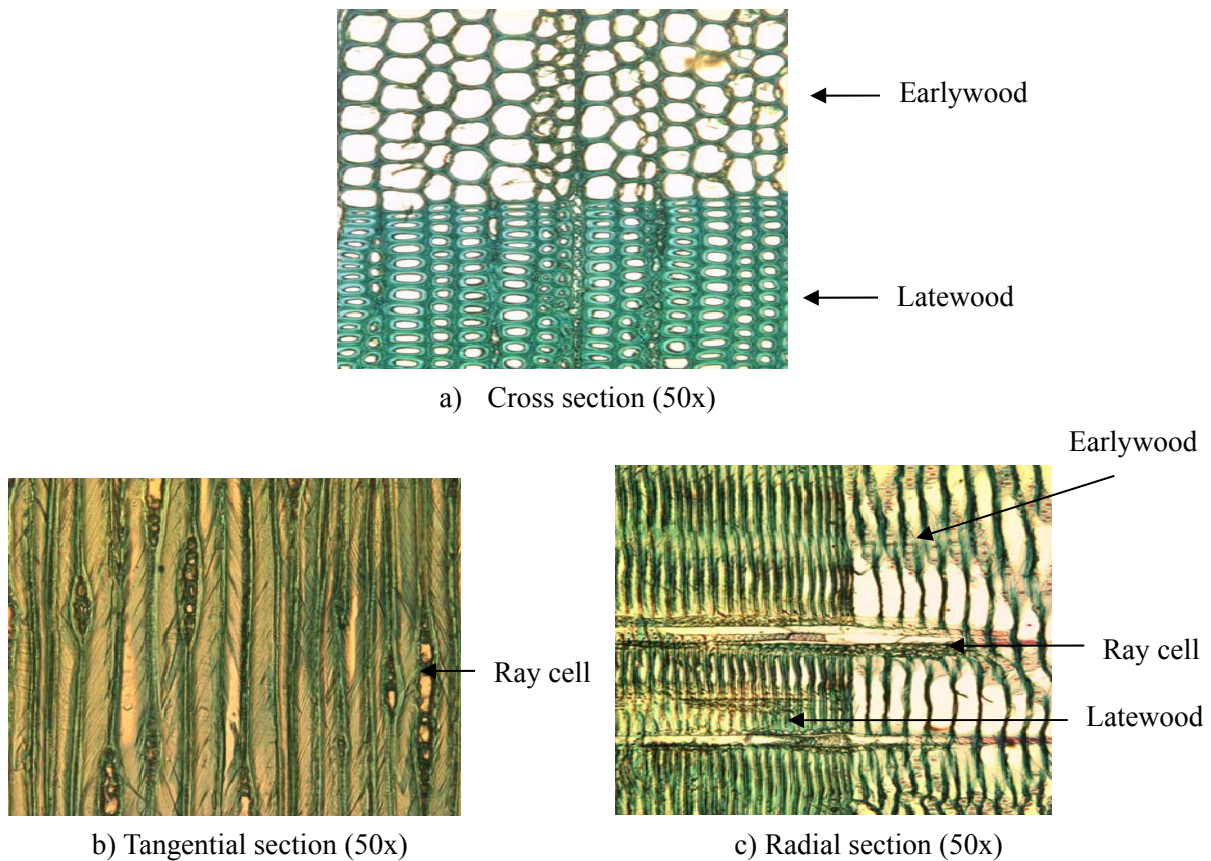 Earlywood
Latewood
a) Cross section (50x)
Earlywood
Ray cell
Ray cell
Latewood
b) Tangential section (50x)
c) Radial section (50x)